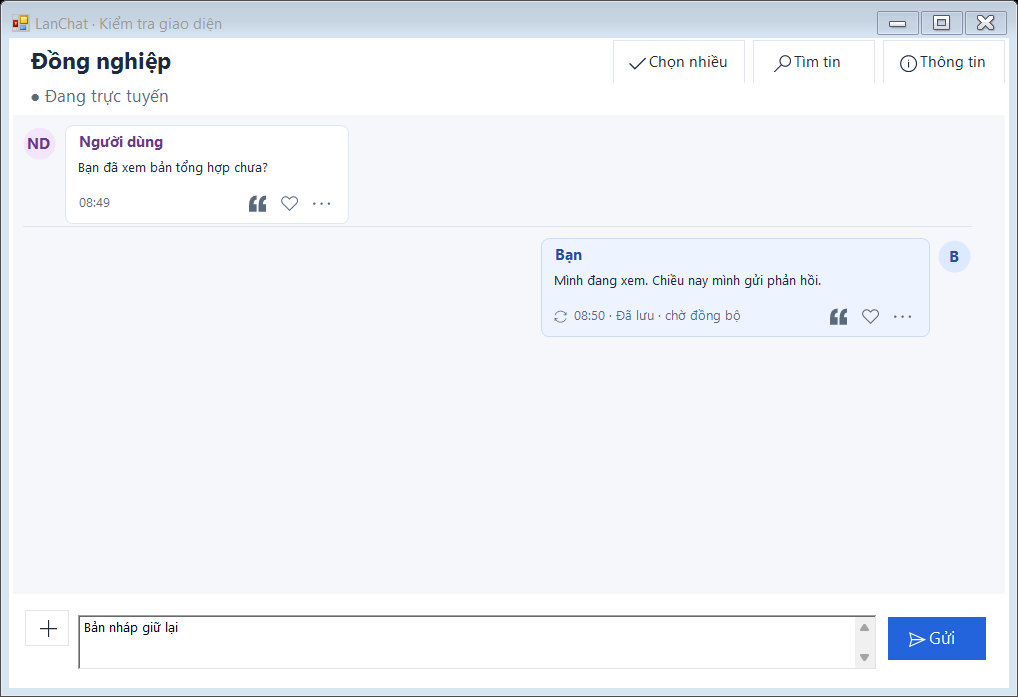 LanChat · Kiểm tra giao diện
Đồng nghiệp
Chọn nhiều
Tìm tin
Thông tin
● Đang trực tuyến
ND
Người dùng
Bạn đã xem bản tổng hợp chưa?
08:49
Bạn
B
Mình đang xem. Chiều nay mình gửi phản hồi.
08:50 · Đã lưu · chờ đồng bộ
Bản nháp giữ lại
Gửi